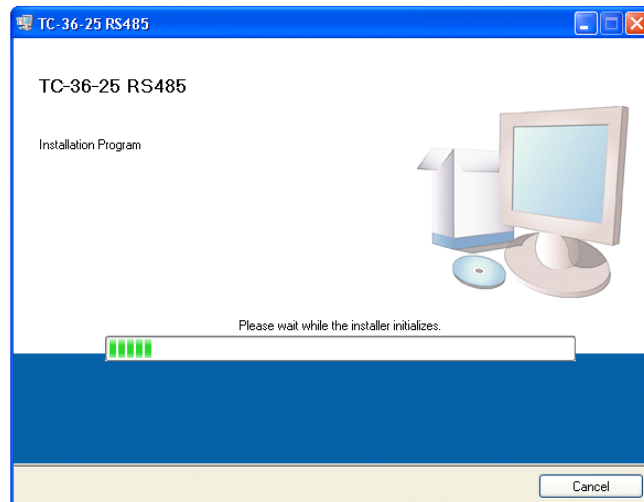 TC-36-25 RS485
TC-36-25 RS485
Installation Program
Please wait while the installer initializes.
Cancel